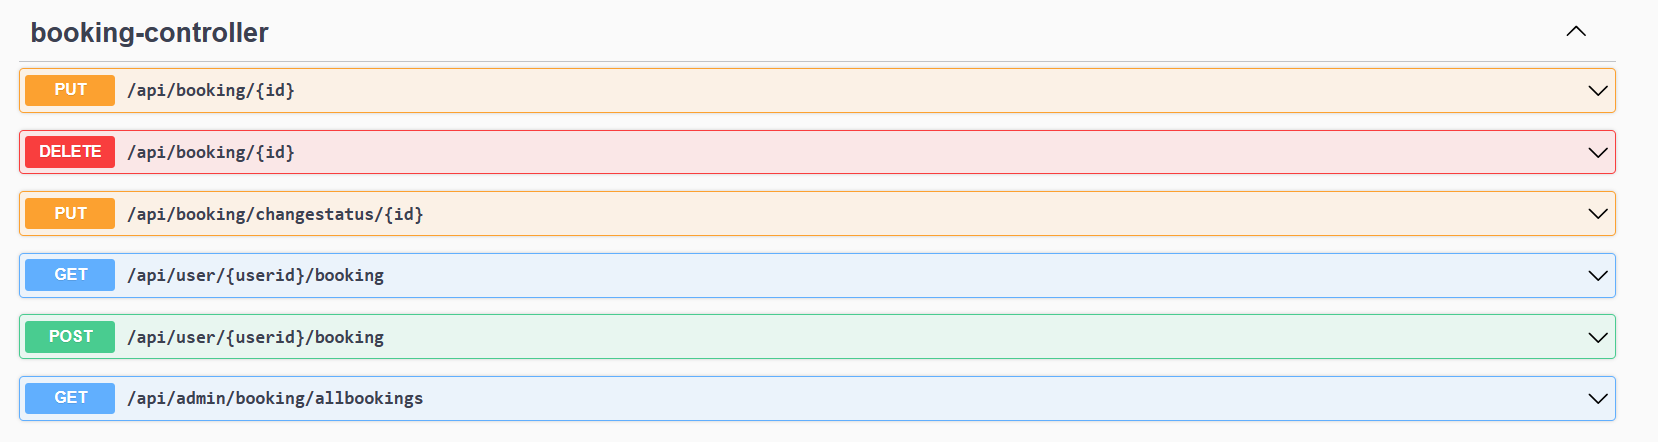 booking-controller
PUT /api/booking/{id}
DELETE /api/booking/{id}
PUT /api/booking/changestatus/{id}
GET /api/user/{userid}/booking
POST /api/user/{userid}/booking
GET /api/admin/booking/allbookings